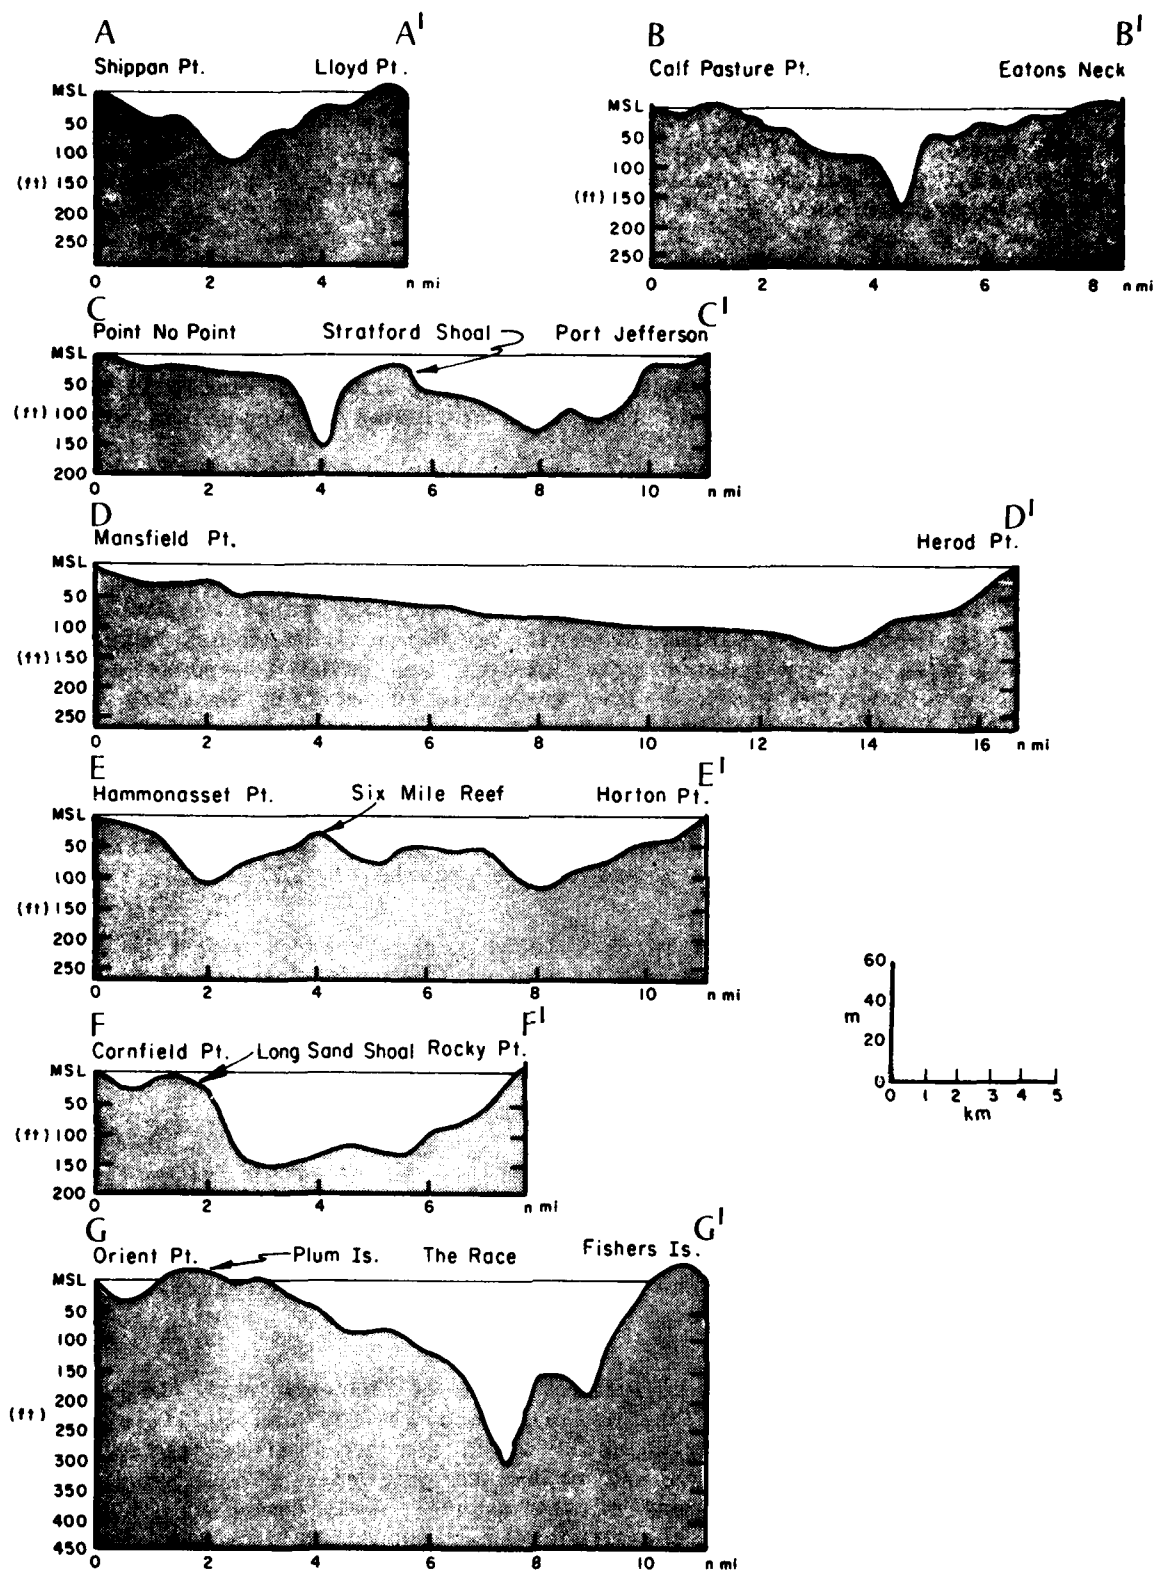 A A' B B'
Shippan Pt. Lloyd Pt. Calf Pasture Pt. Eatons Neck
MSL
50
100
(ft) 150
200
250
0 2 4 n mi
MSL
50
100
(ft) 150
200
250
0 2 4 6 8 n mi
C C'
Point No Point Stratford Shoal Port Jefferson
MSL
50
(ft) 100
150
200
0 2 4 6 8 10 n mi
D D'
Mansfield Pt. Herod Pt.
MSL
50
100
(ft) 150
200
250
0 2 4 6 8 10 12 14 16 n mi
E E'
Hammonasset Pt. Six Mile Reef Horton Pt.
MSL
50
100
(ft) 150
200
250
0 2 4 6 8 10 n mi
F F'
Cornfield Pt. Long Sand Shoal Rocky Pt.
MSL
50
(ft) 100
150
200
0 2 4 6 n mi
60
40
m
20
0
0 1 2 3 4 5
km
G G'
Orient Pt. Plum Is. The Race Fishers Is.
MSL
50
100
150
200
(ft)
250
300
350
400
450
0 2 4 6 8 10 n mi